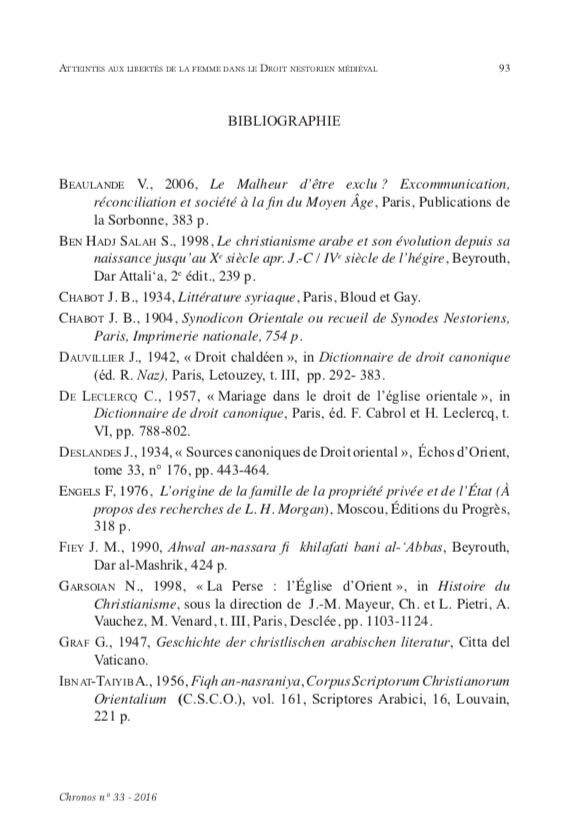 ATTEINTES AUX LIBERTÉS DE LA FEMME DANS LE DROIT NESTORIEN MÉDIÉVAL 93
BIBLIOGRAPHIE
BEAULANDE V., 2006, Le Malheur d'être exclu ? Excommunication,
réconciliation et société à la fin du Moyen Âge, Paris, Publications de
la Sorbonne, 383 p.
BEN HADJ SALAH S., 1998, Le christianisme arabe et son évolution depuis sa
naissance jusqu'au Xe siècle apr. J.-C / IVe siècle de l'hégire, Beyrouth,
Dar Attali‘a, 2e édit., 239 p.
CHABOT J. B., 1934, Littérature syriaque, Paris, Bloud et Gay.
CHABOT J. B., 1904, Synodicon Orientale ou recueil de Synodes Nestoriens,
Paris, Imprimerie nationale, 754 p.
DAUVILLIER J., 1942, « Droit chaldéen », in Dictionnaire de droit canonique
(éd. R. Naz), Paris, Letouzey, t. III, pp. 292- 383.
DE LECLERCQ C., 1957, « Mariage dans le droit de l'église orientale », in
Dictionnaire de droit canonique, Paris, éd. F. Cabrol et H. Leclercq, t.
VI, pp. 788-802.
DESLANDES J., 1934, « Sources canoniques de Droit oriental », Échos d'Orient,
tome 33, n° 176, pp. 443-464.
ENGELS F, 1976, L'origine de la famille de la propriété privée et de l'État (À
propos des recherches de L. H. Morgan), Moscou, Éditions du Progrès,
318 p.
FIEY J. M., 1990, Ahwal an-nassara fi khilafati bani al-‘Abbas, Beyrouth,
Dar al-Mashrik, 424 p.
GARSOIAN N., 1998, « La Perse : l'Église d'Orient », in Histoire du
Christianisme, sous la direction de J.-M. Mayeur, Ch. et L. Pietri, A.
Vauchez, M. Venard, t. III, Paris, Desclée, pp. 1103-1124.
GRAF G., 1947, Geschichte der christlischen arabischen literatur, Citta del
Vaticano.
IBN AT-TAIYIB A., 1956, Fiqh an-nasraniya, Corpus Scriptorum Christianorum
Orientalium (C.S.C.O.), vol. 161, Scriptores Arabici, 16, Louvain,
221 p.
Chronos n° 33 - 2016